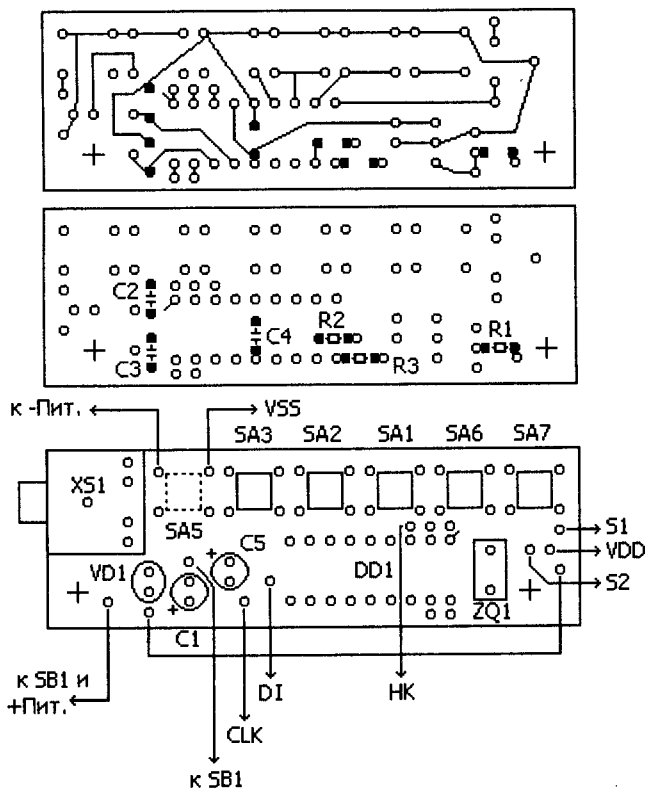 C2
C3
C4
R2
R3
R1
к -Пит.
VSS
SA3
SA2
SA1
SA6
SA7
XS1
SA5
C5
VD1
+
C1
+
DD1
ZQ1
S1
VDD
S2
к SB1 и
+Пит.
DI
НК
CLK
к SB1